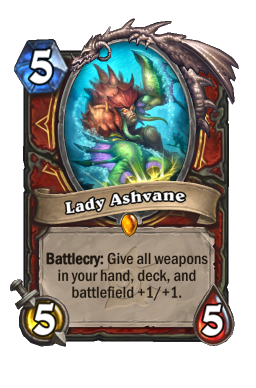 5
Lady Ashvane
Battlecry: Give all weapons
in your hand, deck, and
battlefield +1/+1.
5 5